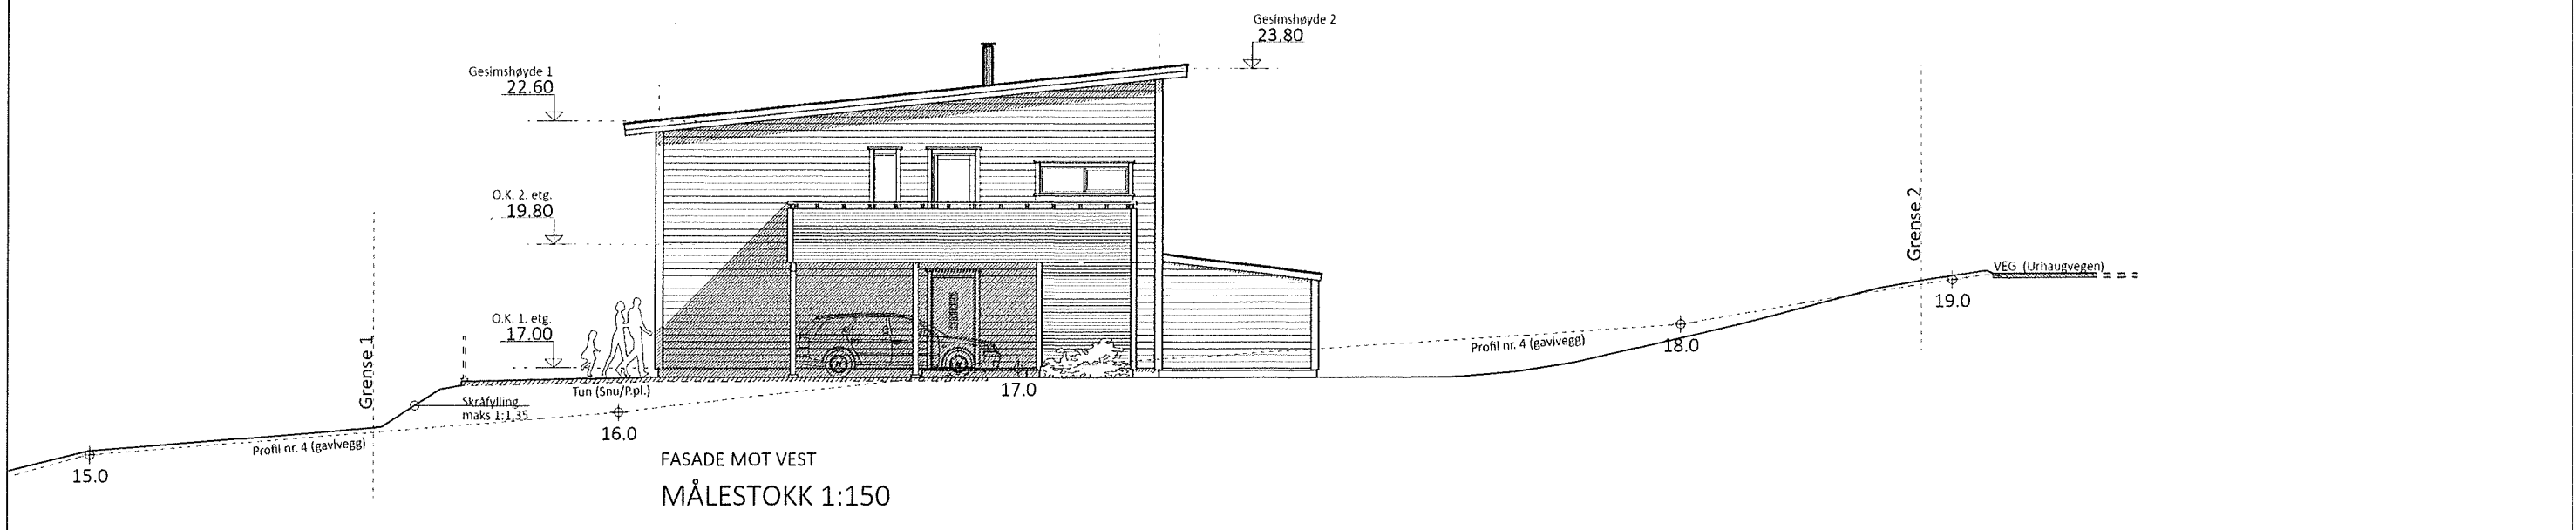 Gesimshøyde 2
23,80
Gesimshøyde 1
22.60
O.K. 2. etg.
19.80
O.K. 1. etg.
17.00
Grense 1
Grense 2
VEG (Urhaugvegen)
19.0
18.0
Profil nr. 4 (gavlvegg)
17.0
Tun (Snu/P.pl.)
Skråfylling
maks 1:1,35
16.0
Profil nr. 4 (gavlvegg)
15.0
FASADE MOT VEST
MÅLESTOKK 1:150